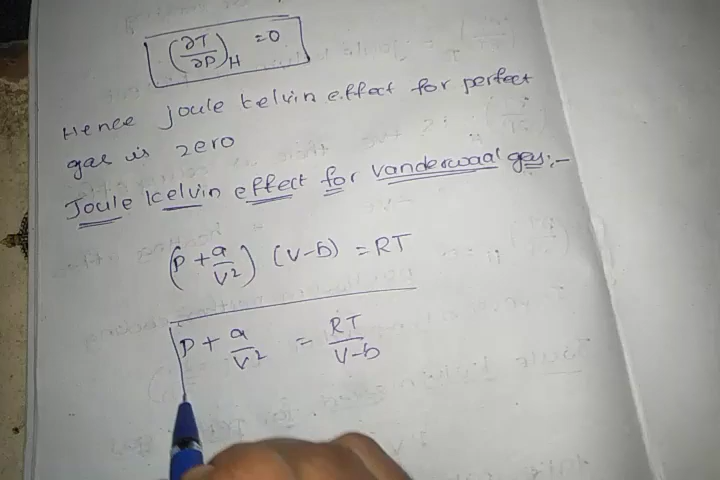 (∂T/∂P)_H =0
Hence joule kelvin effect for perfect
gas is zero
Joule kelvin effect for vanderwaal gas:-
(P + a/V²) (V-b) = RT
P + a/V² = RT/V-b